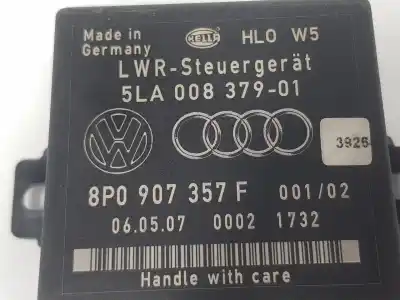 Made in
Germany
HELLA
HLO W5
LWR-Steuergerät
5LA 008 379-01
3926
8P0 907 357 F 001/02
06.05.07 0002 1732
Handle with care